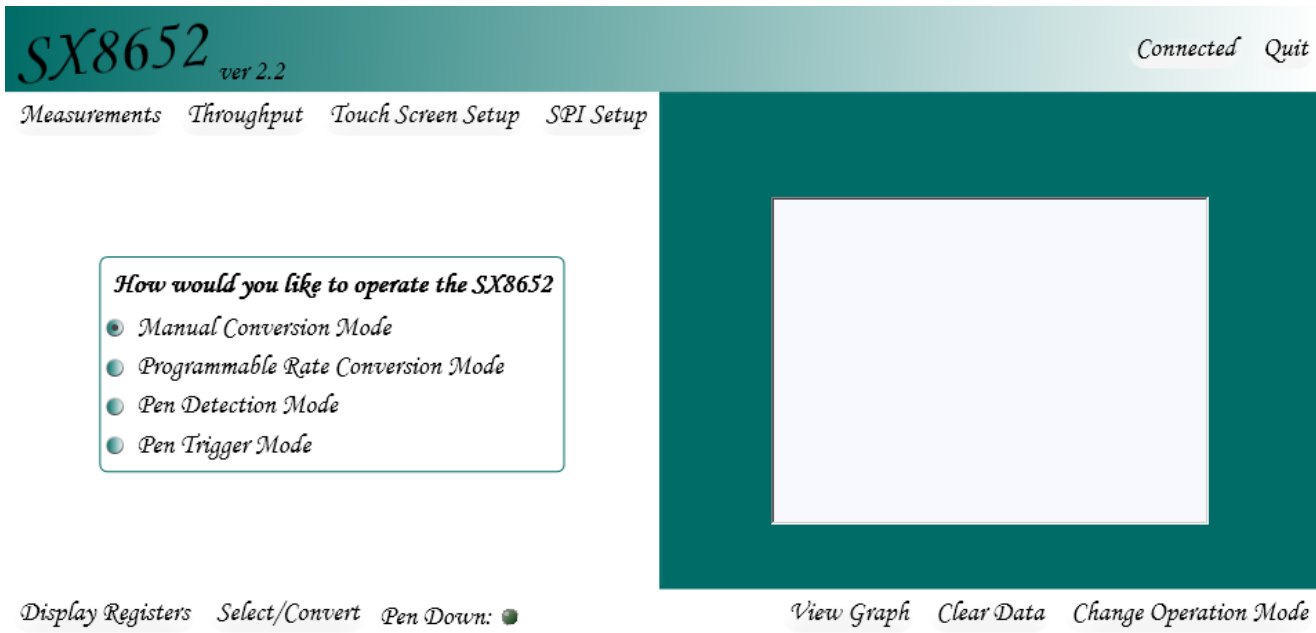 SX8652 ver 2.2
Connected Quit
Measurements Throughput Touch Screen Setup SPI Setup
How would you like to operate the SX8652
Manual Conversion Mode
Programmable Rate Conversion Mode
Pen Detection Mode
Pen Trigger Mode
Display Registers Select/Convert Pen Down:
View Graph Clear Data Change Operation Mode